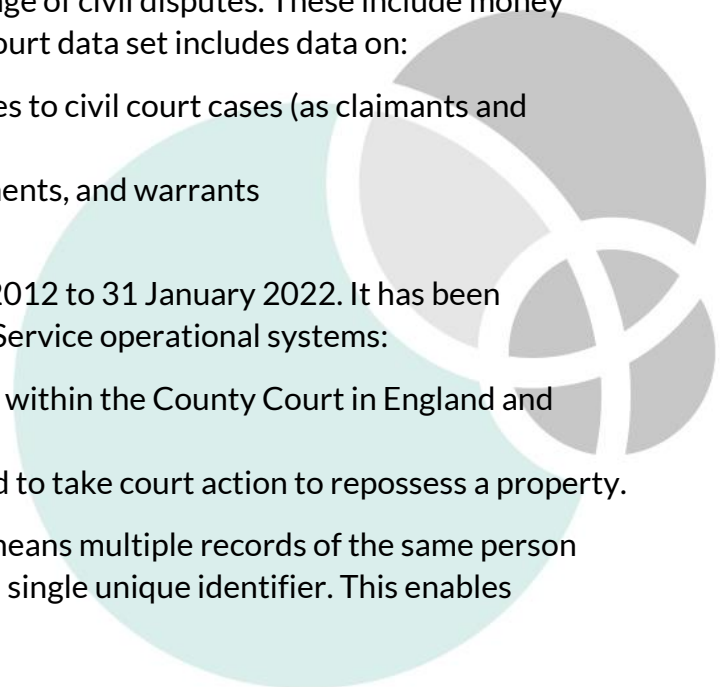 ge of civil disputes. These include money
ourt data set includes data on:
es to civil court cases (as claimants and
ents, and warrants
2012 to 31 January 2022. It has been
Service operational systems:
within the County Court in England and
d to take court action to repossess a property.
means multiple records of the same person
single unique identifier. This enables